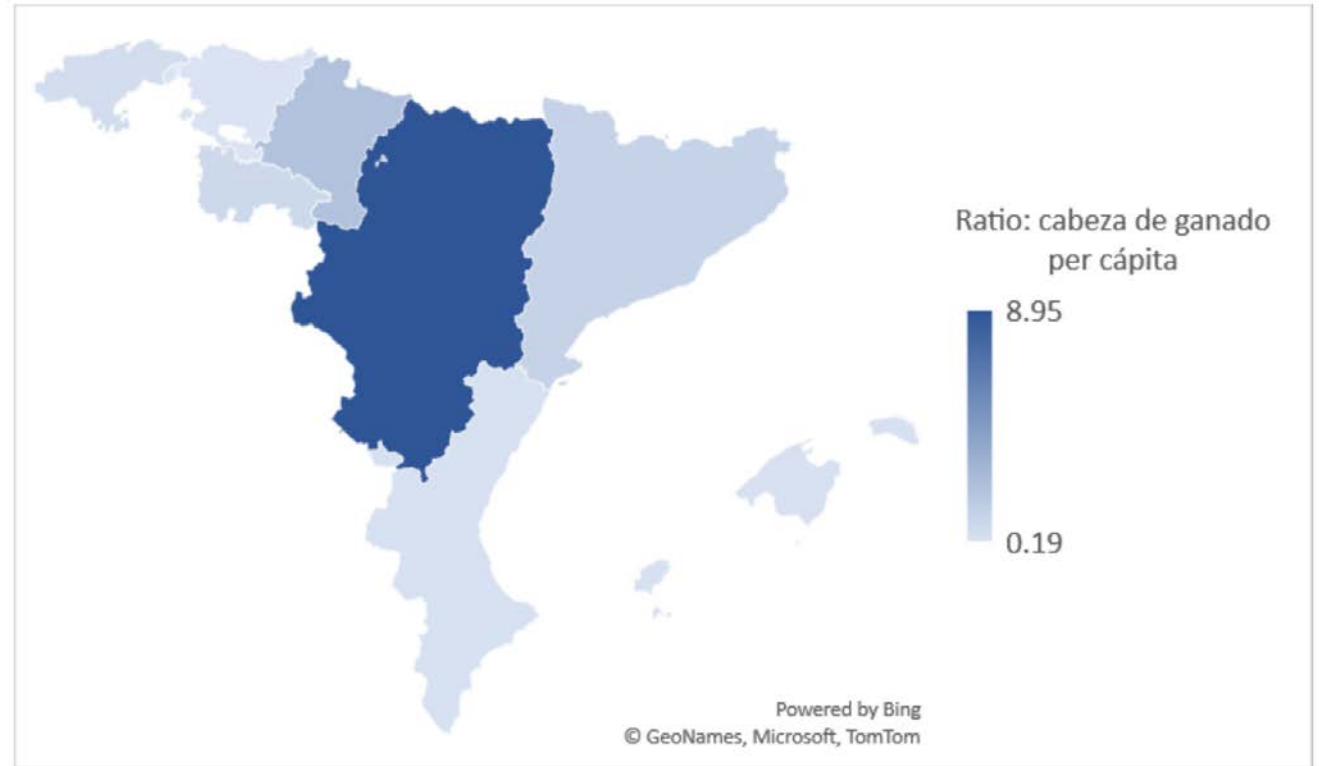 Ratio: cabeza de ganado
per cápita
8.95
0.19
Powered by Bing
© GeoNames, Microsoft, TomTom